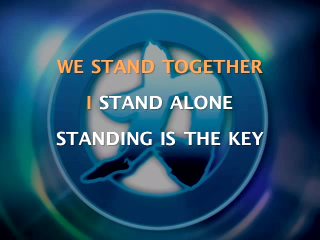 WE STAND TOGETHER
I STAND ALONE
STANDING IS THE KEY